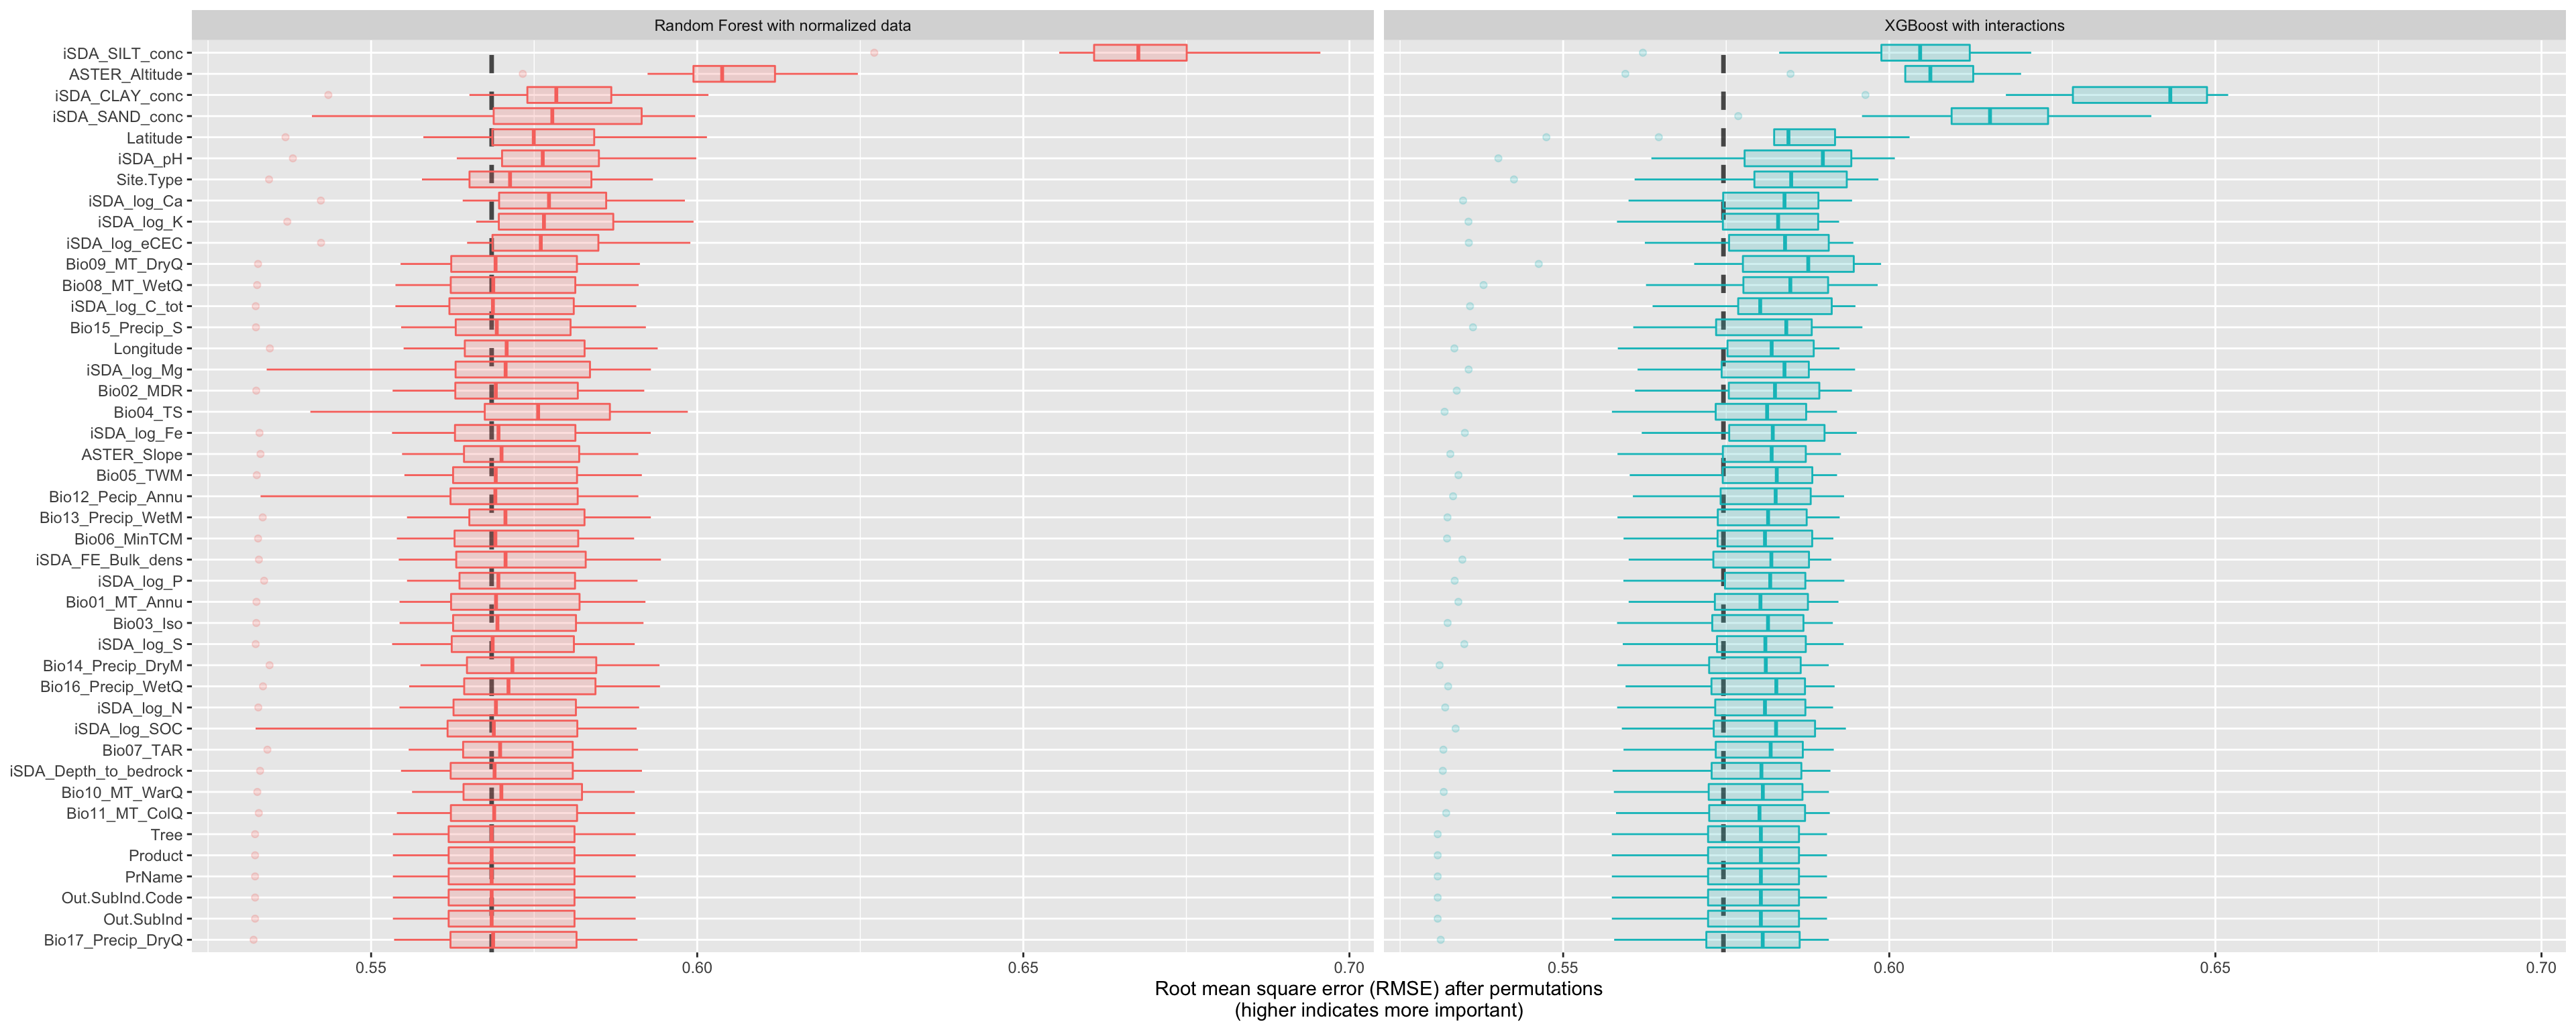 Random Forest with normalized data
XGBoost with interactions
iSDA_SILT_conc
ASTER_Altitude
iSDA_CLAY_conc
iSDA_SAND_conc
Latitude
iSDA_pH
Site.Type
iSDA_log_Ca
iSDA_log_K
iSDA_log_eCEC
Bio09_MT_DryQ
Bio08_MT_WetQ
iSDA_log_C_tot
Bio15_Precip_S
Longitude
iSDA_log_Mg
Bio02_MDR
Bio04_TS
iSDA_log_Fe
ASTER_Slope
Bio05_TWM
Bio12_Pecip_Annu
Bio13_Precip_WetM
Bio06_MinTCM
iSDA_FE_Bulk_dens
iSDA_log_P
Bio01_MT_Annu
Bio03_Iso
iSDA_log_S
Bio14_Precip_DryM
Bio16_Precip_WetQ
iSDA_log_N
iSDA_log_SOC
Bio07_TAR
iSDA_Depth_to_bedrock
Bio10_MT_WarQ
Bio11_MT_ColQ
Tree
Product
PrName
Out.SubInd.Code
Out.SubInd
Bio17_Precip_DryQ
0.55 0.60 0.65 0.70
0.55 0.60 0.65 0.70
Root mean square error (RMSE) after permutations
(higher indicates more important)